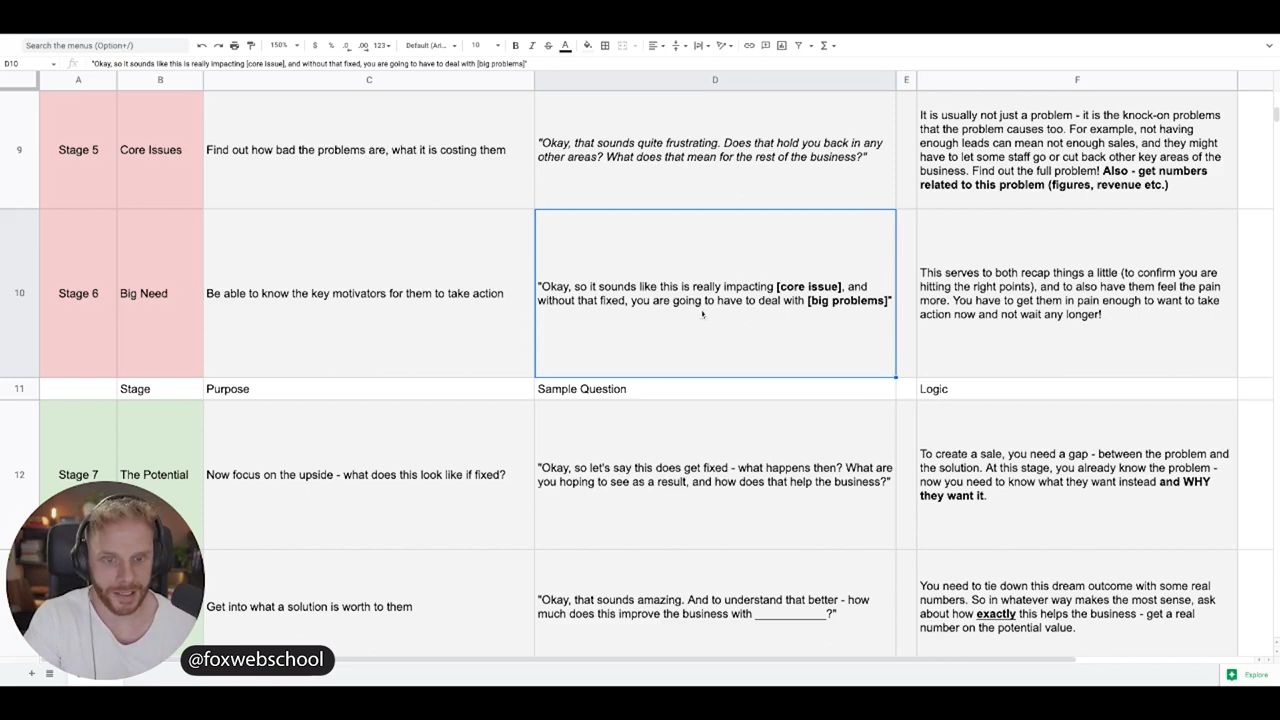 Search the menus (Option+/)
150%
$
%
.0
.00
123
Default (Ari...
10
B
I
S
A
D10
fx
"Okay, so it sounds like this is really impacting [core issue], and without that fixed, you are going to have to deal with [big problems]"
A
B
C
D
E
F
9
Stage 5
Core Issues
Find out how bad the problems are, what it is costing them
"Okay, that sounds quite frustrating. Does that hold you back in any
other areas? What does that mean for the rest of the business?"
It is usually not just a problem - it is the knock-on problems
that the problem causes too. For example, not having
enough leads can mean not enough sales, and they might
have to let some staff go or cut back other key areas of the
business. Find out the full problem! Also - get numbers
related to this problem (figures, revenue etc.)
10
Stage 6
Big Need
Be able to know the key motivators for them to take action
"Okay, so it sounds like this is really impacting [core issue], and
without that fixed, you are going to have to deal with [big problems]"
This serves to both recap things a little (to confirm you are
hitting the right points), and to also have them feel the pain
more. You have to get them in pain enough to want to take
action now and not wait any longer!
11
Stage
Purpose
Sample Question
Logic
12
Stage 7
The Potential
Now focus on the upside - what does this look like if fixed?
"Okay, so let's say this does get fixed - what happens then? What are
you hoping to see as a result, and how does that help the business?"
To create a sale, you need a gap - between the problem and
the solution. At this stage, you already know the problem -
now you need to know what they want instead and WHY
they want it.
Get into what a solution is worth to them
"Okay, that sounds amazing. And to understand that better - how
much does this improve the business with ____________?"
You need to tie down this dream outcome with some real
numbers. So in whatever way makes the most sense, ask
about how exactly this helps the business - get a real
number on the potential value.
@foxwebschool
Explore